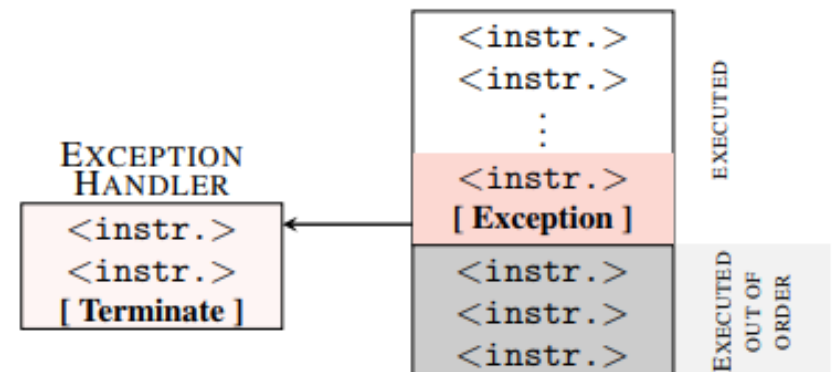 <instr.>
<instr.>
⋮
<instr.>
[ Exception ]
EXECUTED
EXCEPTION
HANDLER
<instr.>
<instr.>
[ Terminate ]
<instr.>
<instr.>
<instr.>
EXECUTED
OUT OF
ORDER